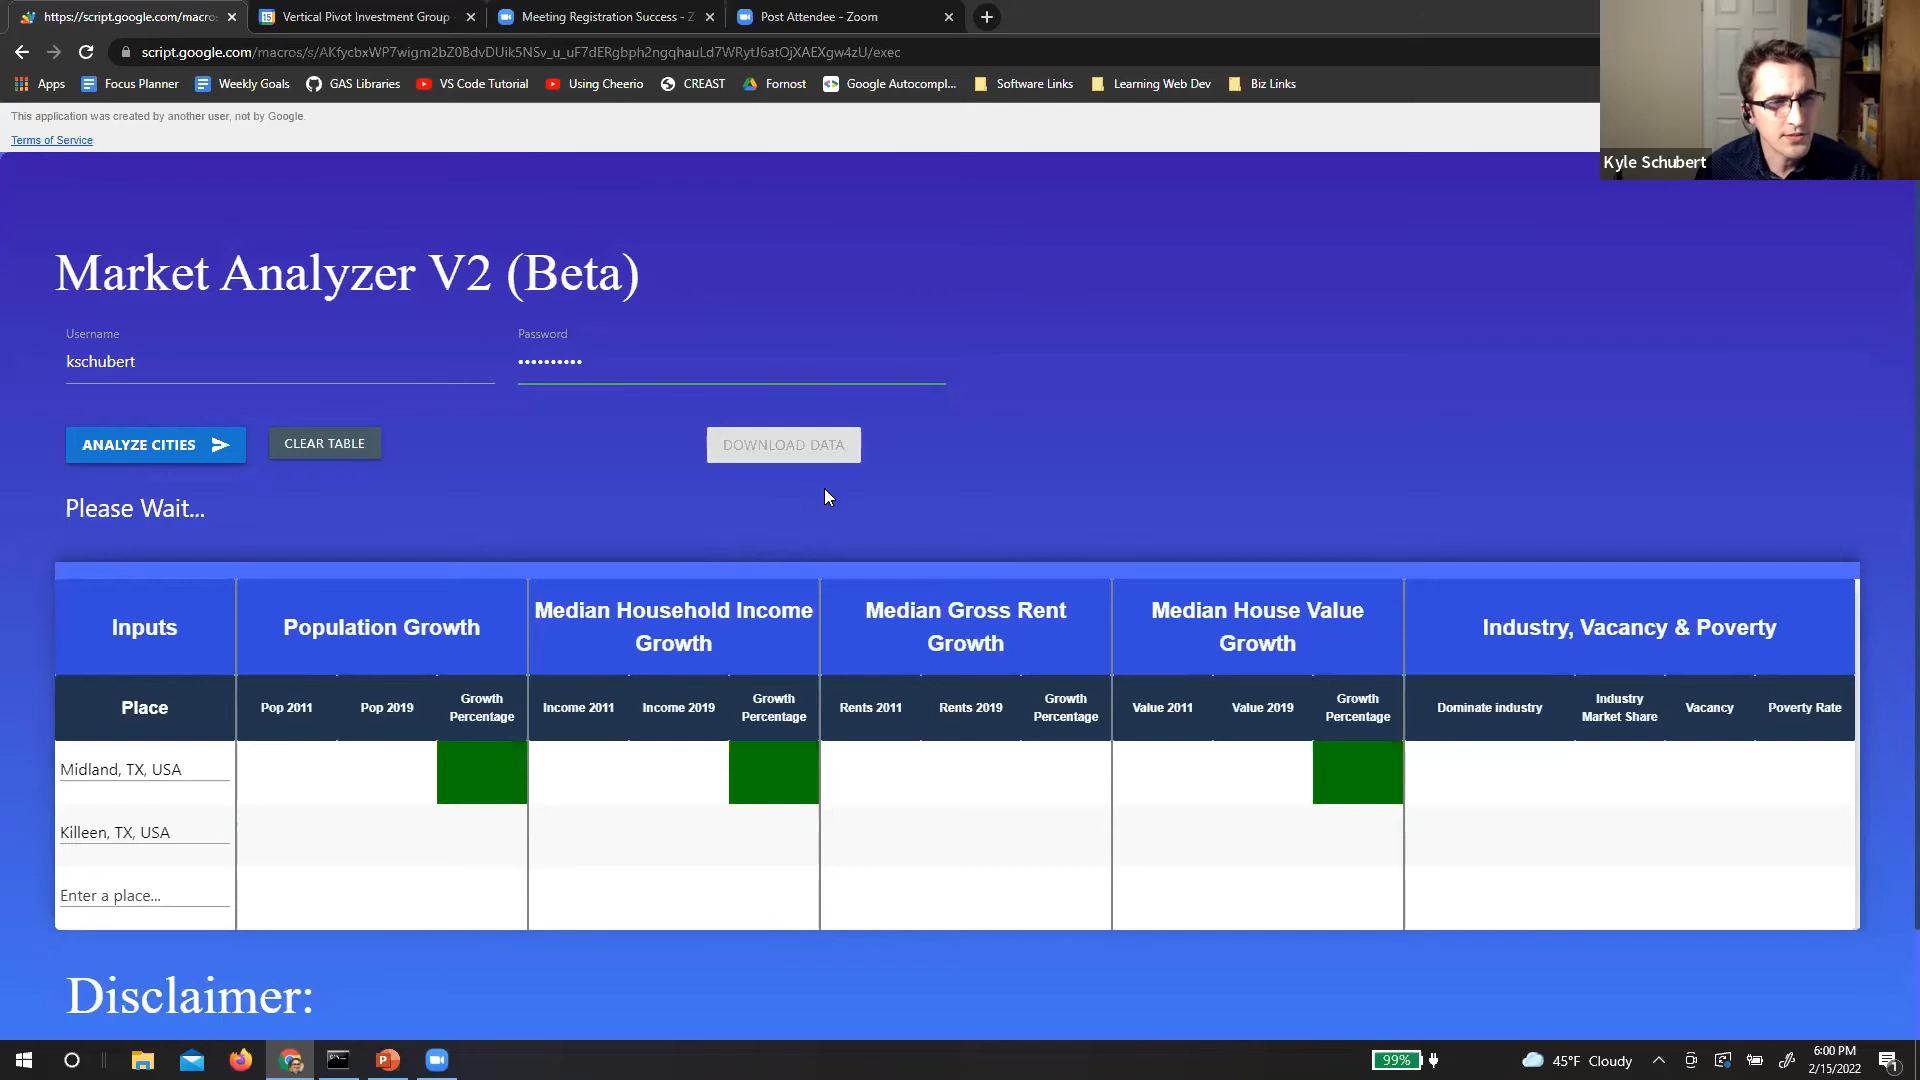 https://script.google.com/macro
Vertical Pivot Investment Group
Meeting Registration Success - Z
Post Attendee - Zoom
script.google.com/macros/s/AKfycbxWP7wigm2bZ0BdvDUik5NSv_u_uF7dERgbph2ngqhauLd7WRytJ6atOjXAEXgw4zU/exec
Apps
Focus Planner
Weekly Goals
GAS Libraries
VS Code Tutorial
Using Cheerio
CREAST
Fornost
Google Autocompl...
Software Links
Learning Web Dev
Biz Links
This application was created by another user, not by Google.
Terms of Service
Kyle Schubert
Market Analyzer V2 (Beta)
Username
Password
kschubert
••••••••••
ANALYZE CITIES
CLEAR TABLE
DOWNLOAD DATA
Please Wait...
Inputs
Population Growth
Median Household Income
Growth
Median Gross Rent
Growth
Median House Value
Growth
Industry, Vacancy & Poverty
Place
Pop 2011
Pop 2019
Growth
Percentage
Income 2011
Income 2019
Growth
Percentage
Rents 2011
Rents 2019
Growth
Percentage
Value 2011
Value 2019
Growth
Percentage
Dominate industry
Industry
Market Share
Vacancy
Poverty Rate
Midland, TX, USA
Killeen, TX, USA
Enter a place...
Disclaimer:
99%
45°F Cloudy
6:00 PM
2/15/2022
1